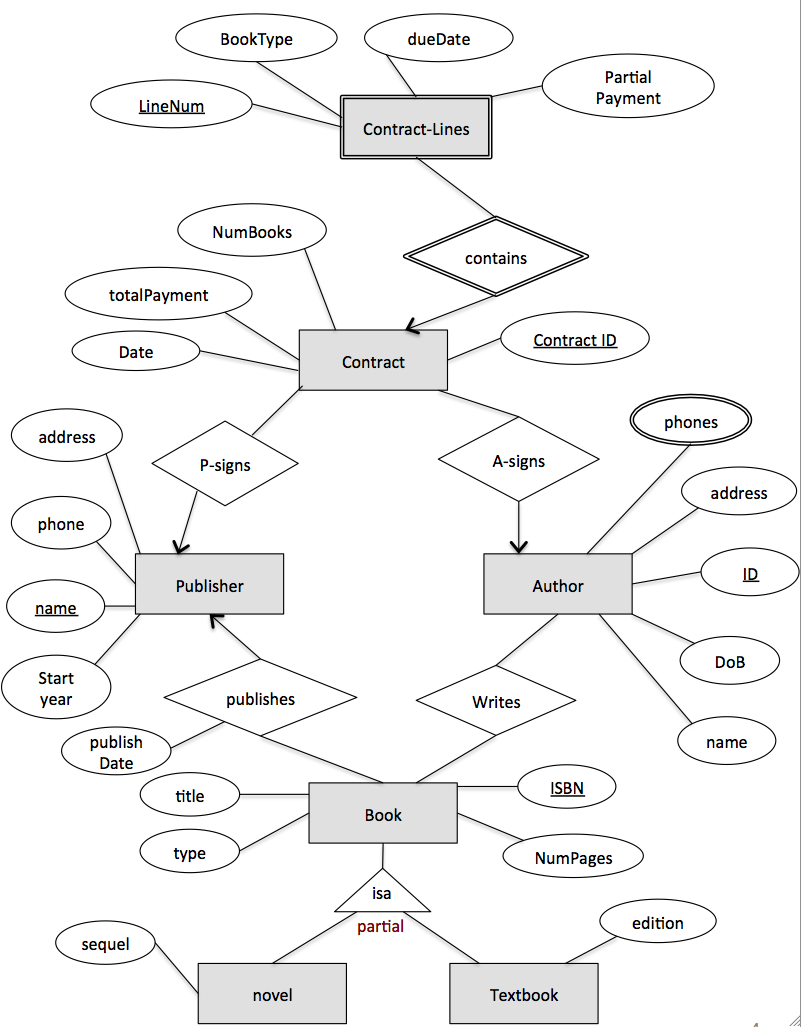 BookType
dueDate
Partial
Payment
LineNum
Contract-Lines
NumBooks
contains
totalPayment
Date
Contract
Contract ID
address
P-signs
A-signs
phones
phone
address
Publisher
Author
ID
name
Start
year
publishes
Writes
DoB
publish
Date
name
title
Book
ISBN
type
NumPages
isa
partial
sequel
edition
novel
Textbook